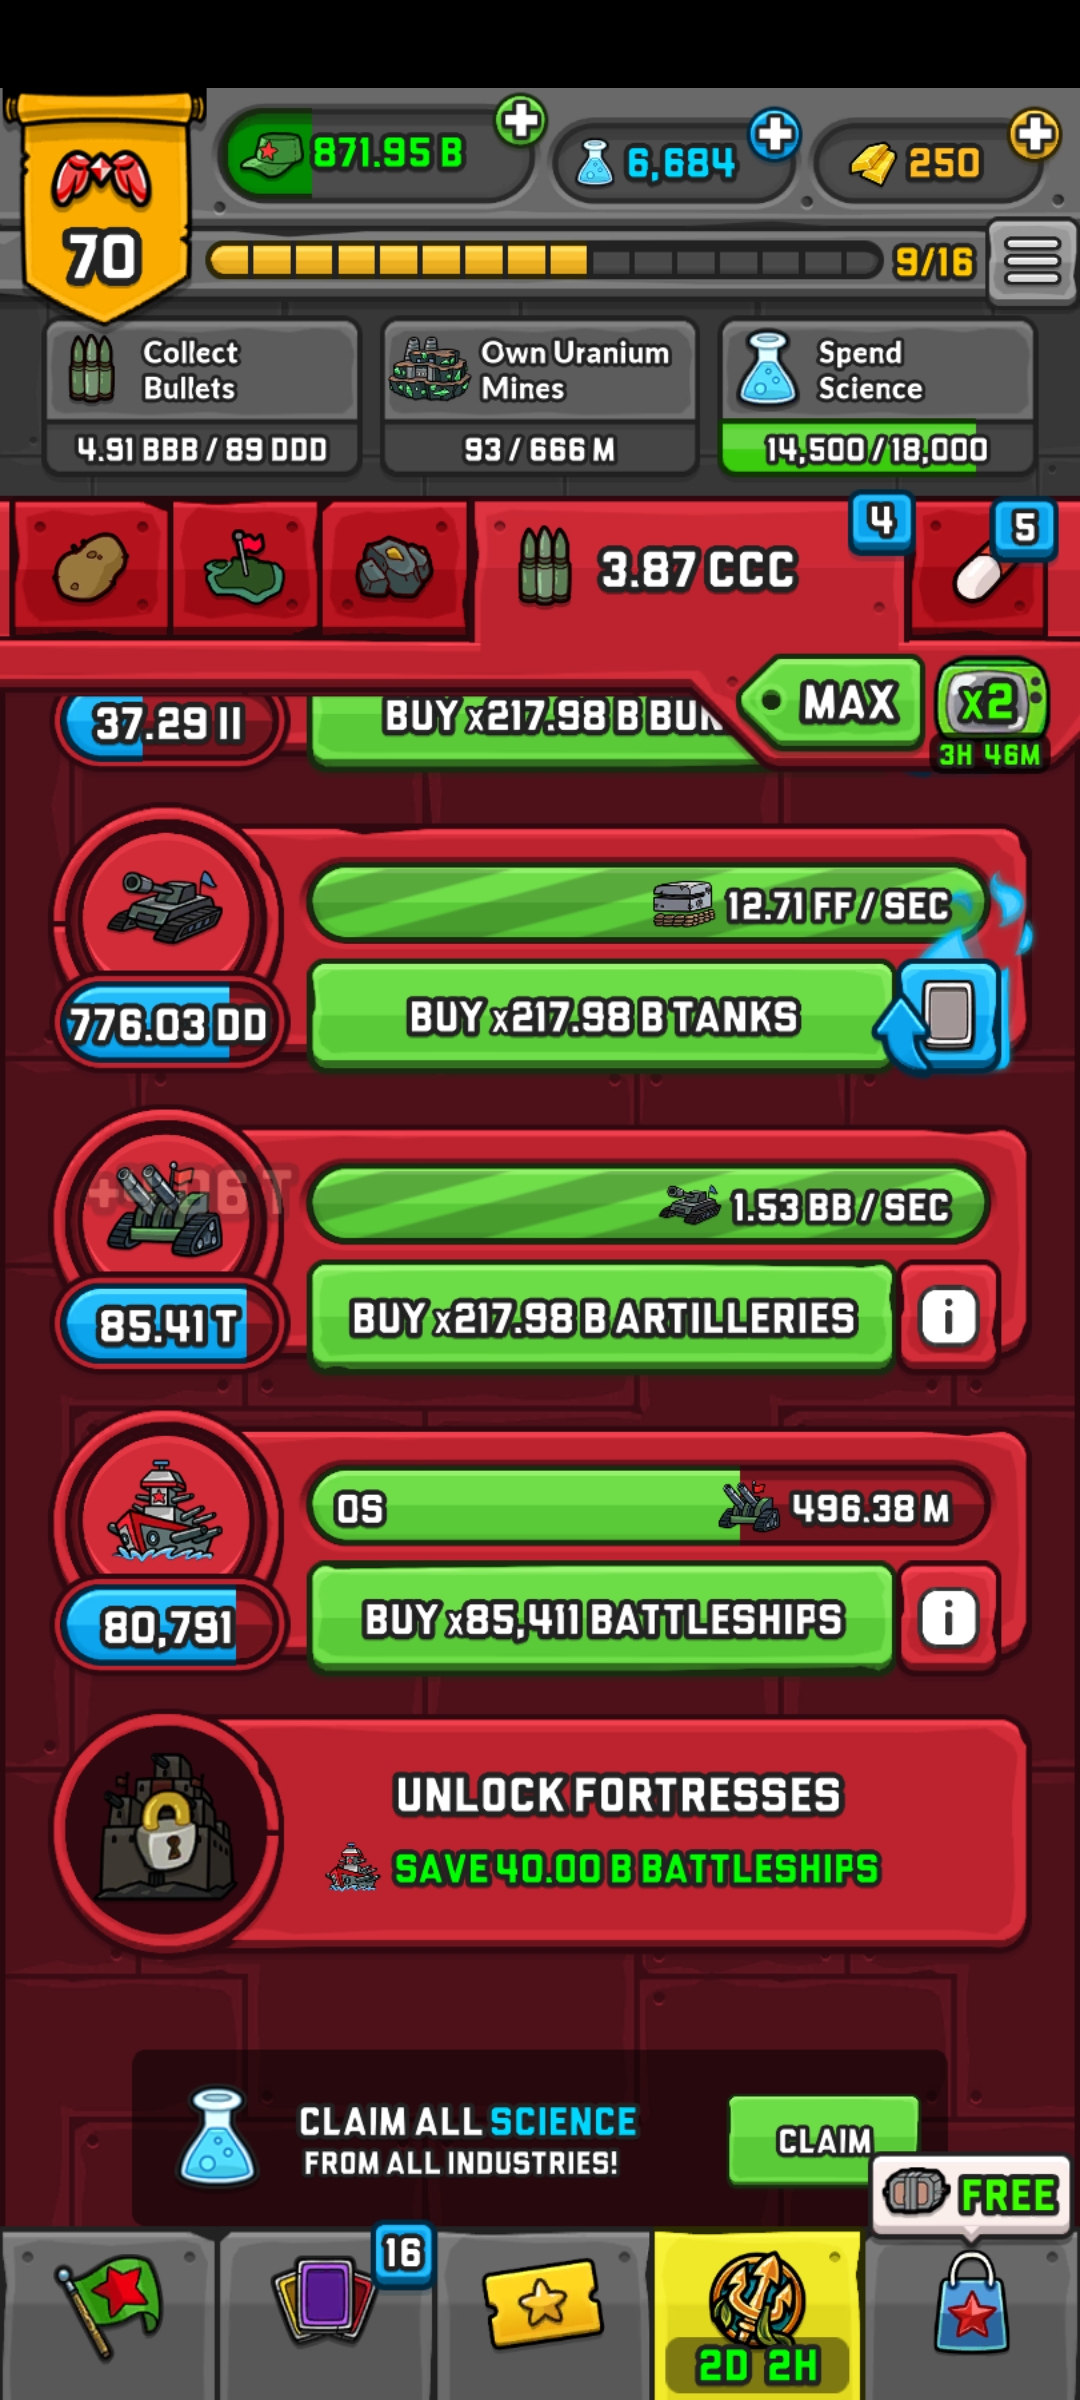 871.95 B
6,684
250
70
9/16
Collect
Bullets
4.91 BBB / 89 DDD
Own Uranium
Mines
93 / 666 M
Spend
Science
14,500/18,000
3.87 CCC
4
5
MAX
x2
3H 46M
37.29 II
BUY x217.98 B BUN
12.71 FF / SEC
776.03 DD
BUY x217.98 B TANKS
1.53 BB / SEC
85.41 T
BUY x217.98 B ARTILLERIES
i
0S
496.38 M
80,791
BUY x85,411 BATTLESHIPS
i
UNLOCK FORTRESSES
SAVE 40.00 B BATTLESHIPS
CLAIM ALL SCIENCE
FROM ALL INDUSTRIES!
CLAIM
FREE
16
2D 2H